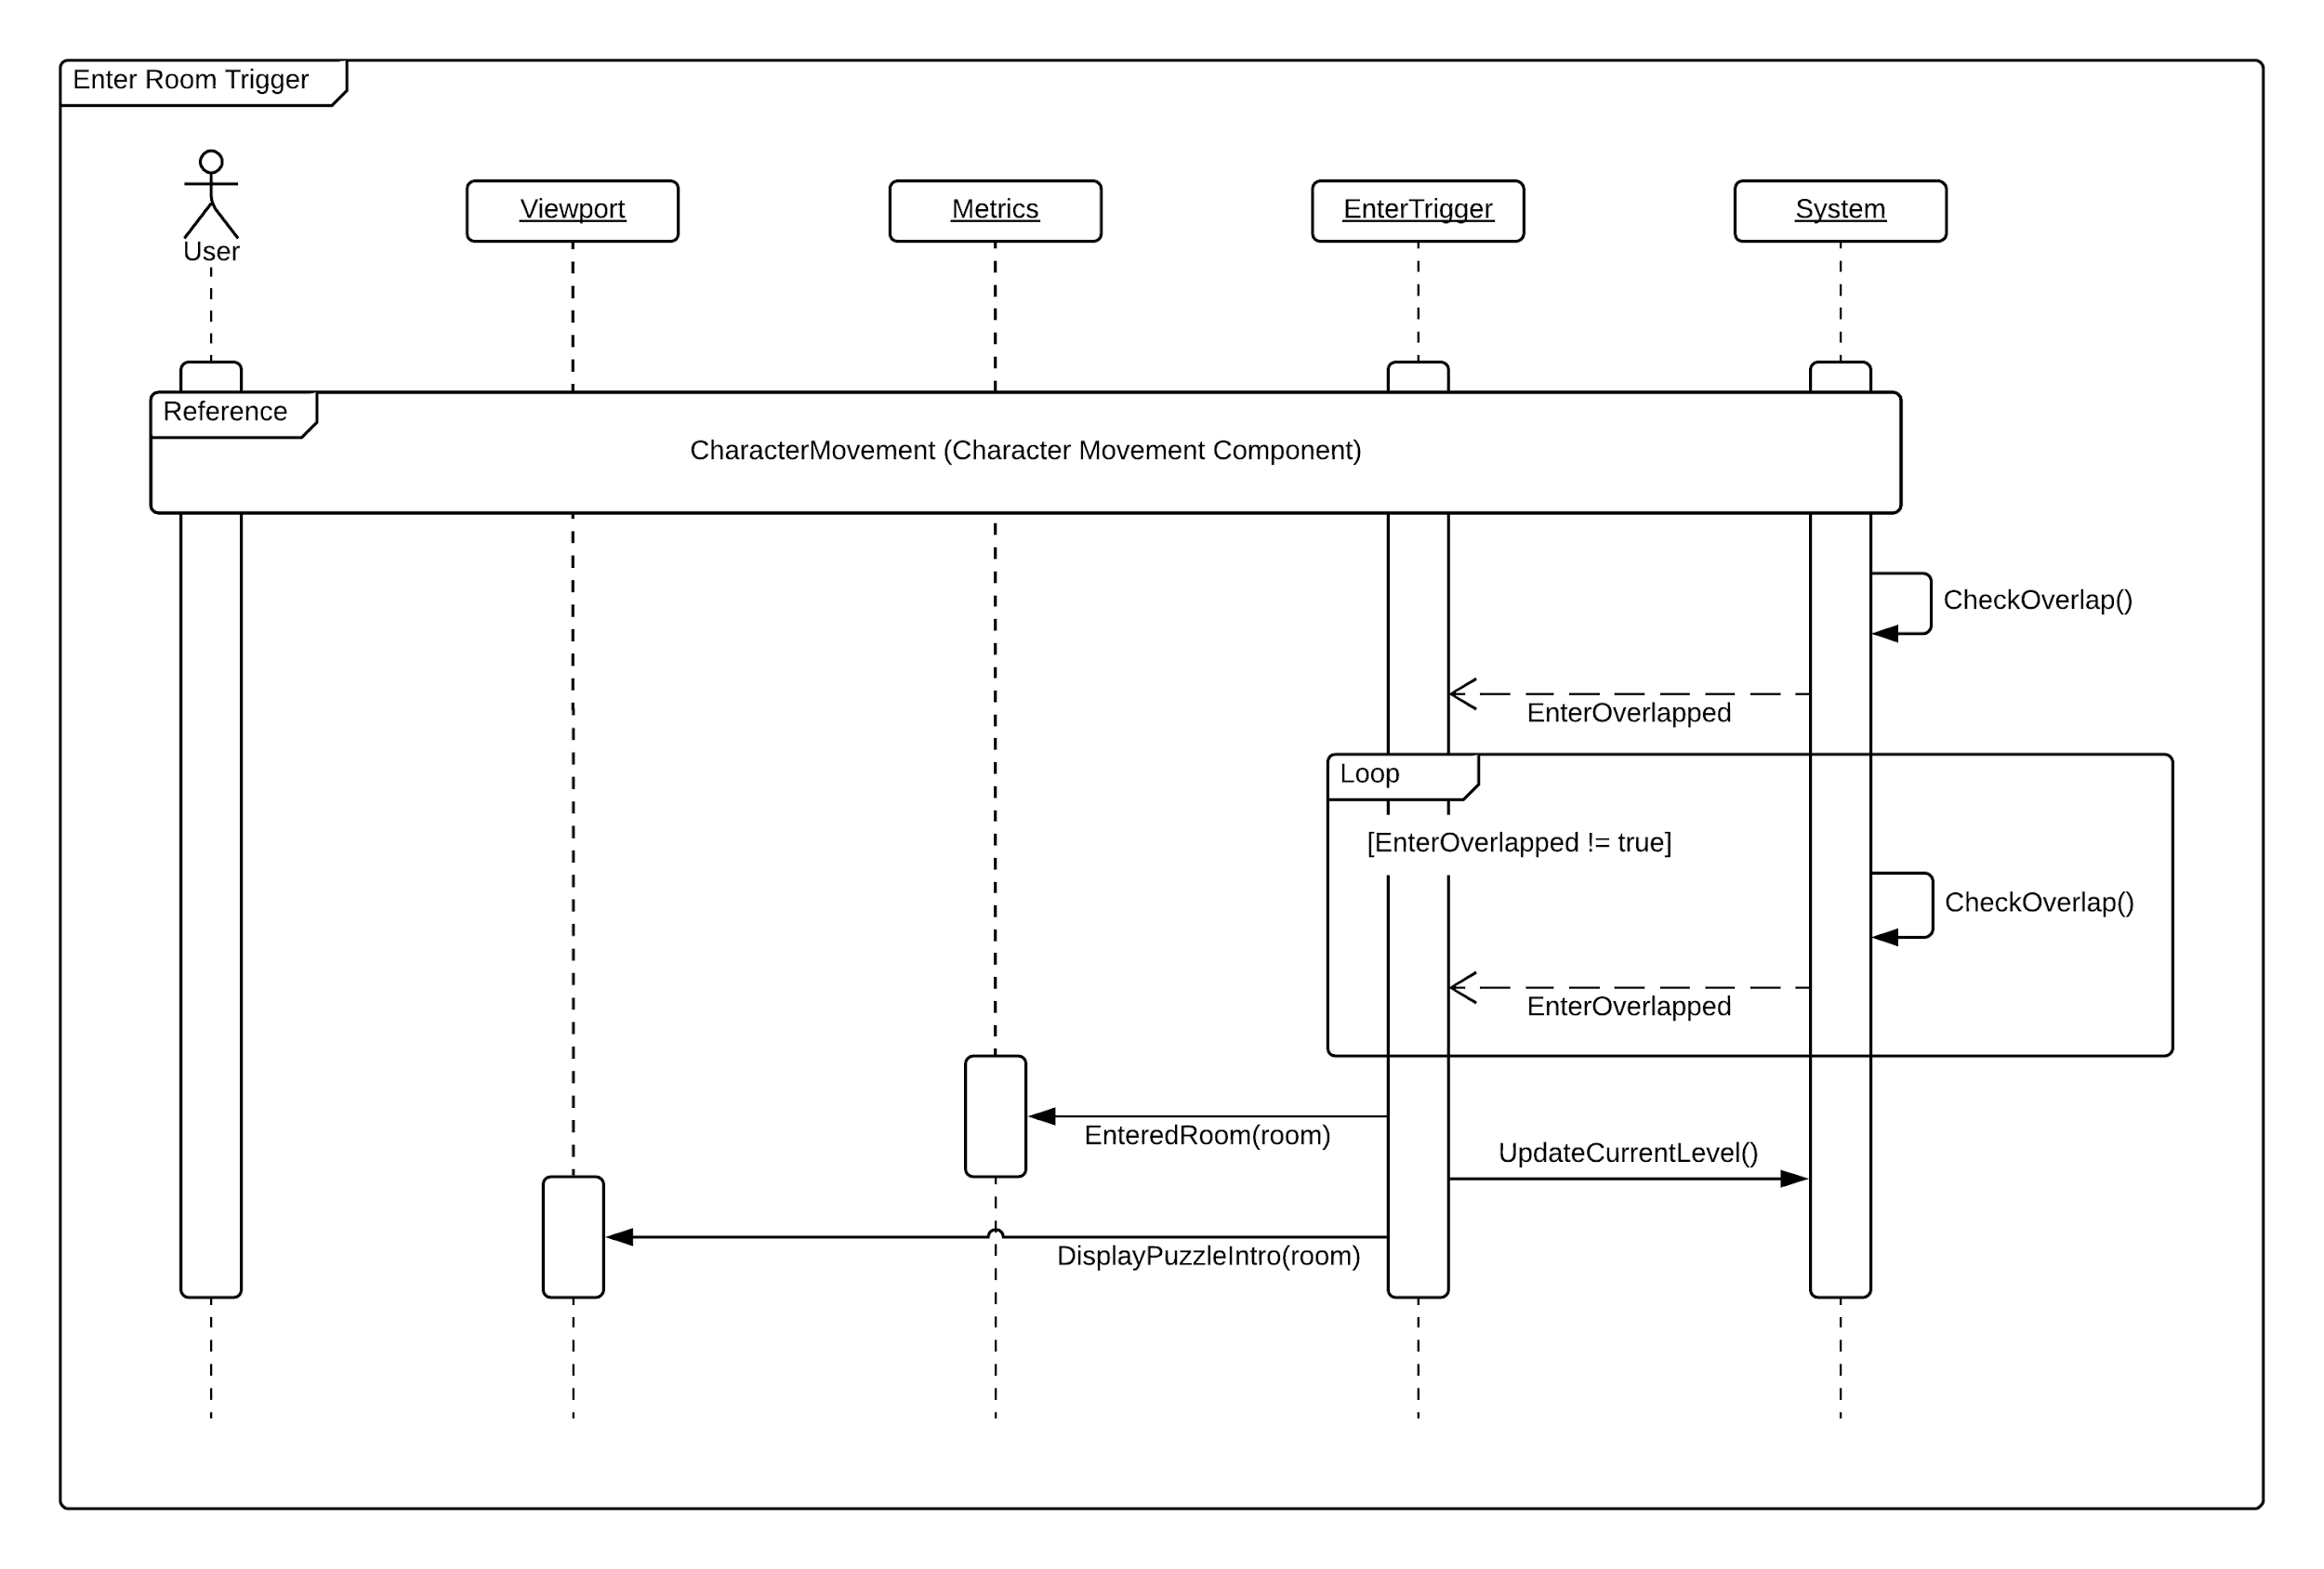 Enter Room Trigger
User
Viewport
Metrics
EnterTrigger
System
Reference
CharacterMovement (Character Movement Component)
CheckOverlap()
EnterOverlapped
Loop
[EnterOverlapped != true]
CheckOverlap()
EnterOverlapped
EnteredRoom(room)
UpdateCurrentLevel()
DisplayPuzzleIntro(room)